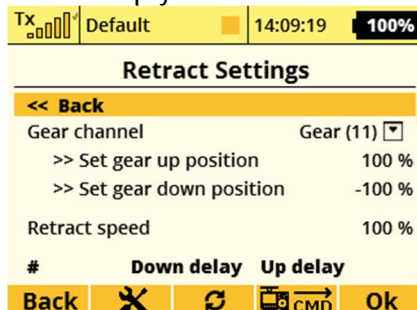 Tx Default 14:09:19 100%
Retract Settings
<< Back
Gear channel Gear (11)
>> Set gear up position 100 %
>> Set gear down position -100 %
Retract speed 100 %
# Down delay Up delay
Back CMD Ok